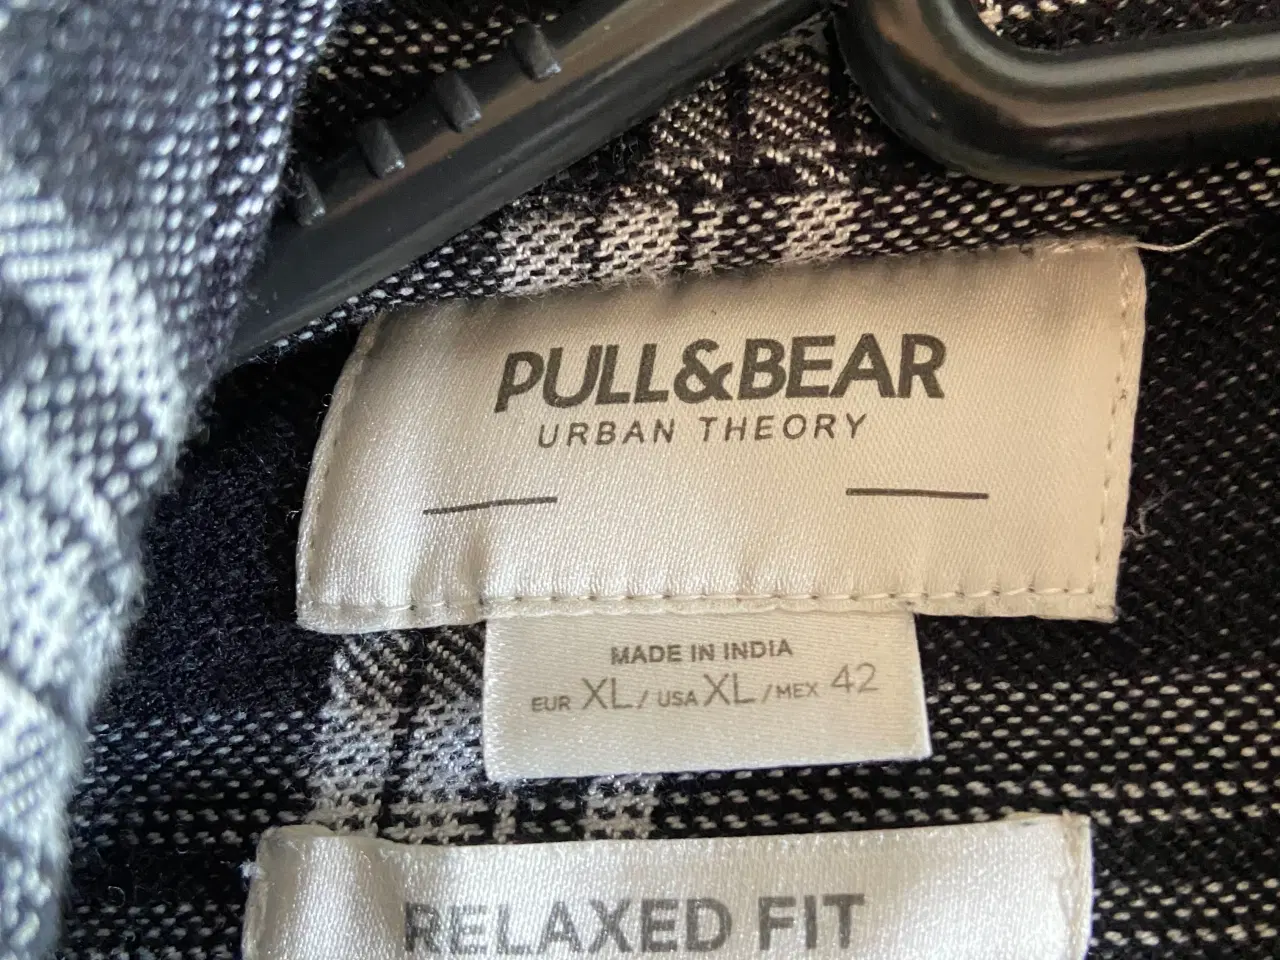 PULL&BEAR
URBAN THEORY
MADE IN INDIA
EUR XL/USA XL/MEX 42
RELAXED FIT